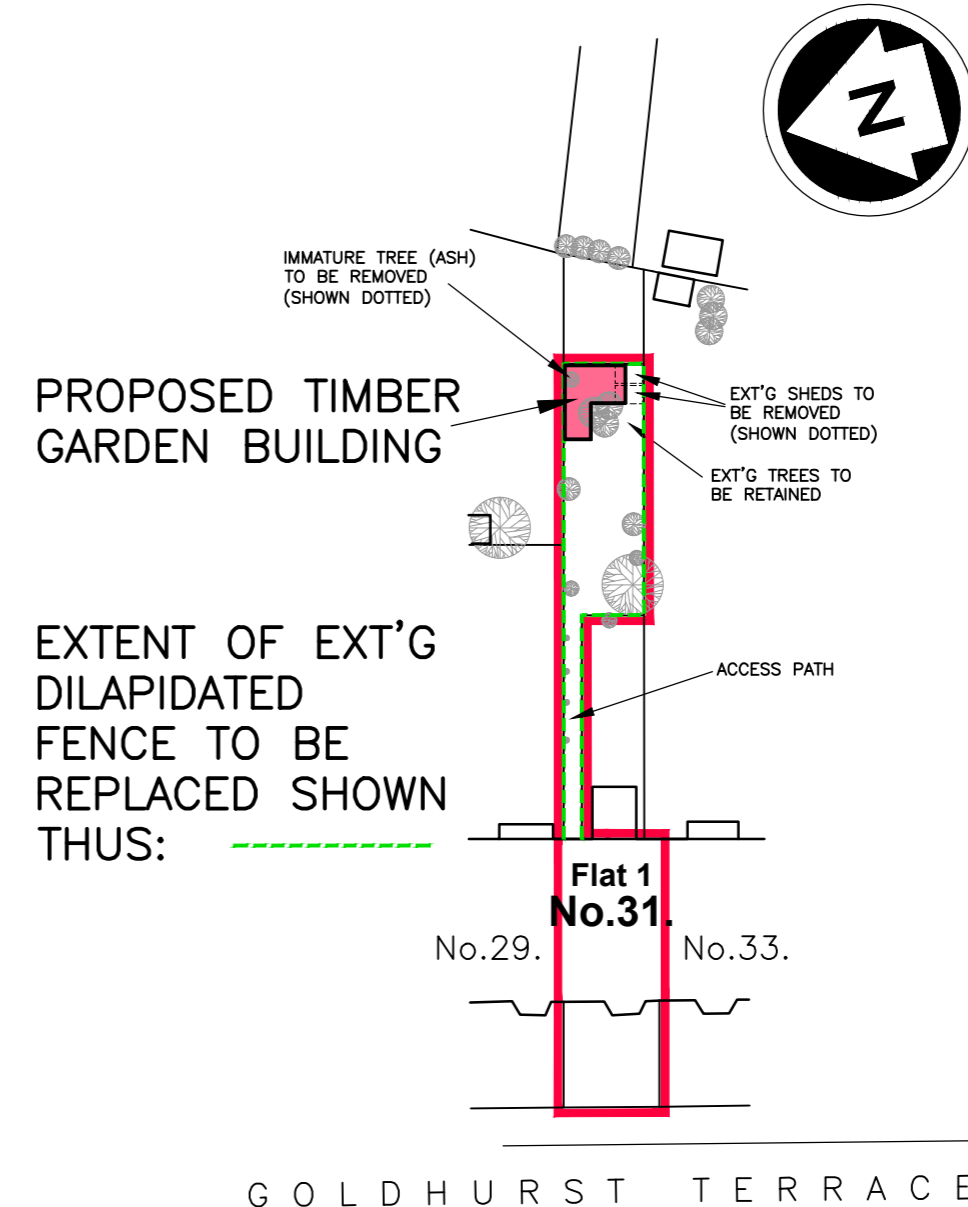 N
IMMATURE TREE (ASH)
TO BE REMOVED
(SHOWN DOTTED)
PROPOSED TIMBER
GARDEN BUILDING
EXT'G SHEDS TO
BE REMOVED
(SHOWN DOTTED)
EXT'G TREES TO
BE RETAINED
EXTENT OF EXT'G
DILAPIDATED
FENCE TO BE
REPLACED SHOWN
THUS:
ACCESS PATH
Flat 1
No.31.
No.29.
No.33.
GOLDHURST TERRACE